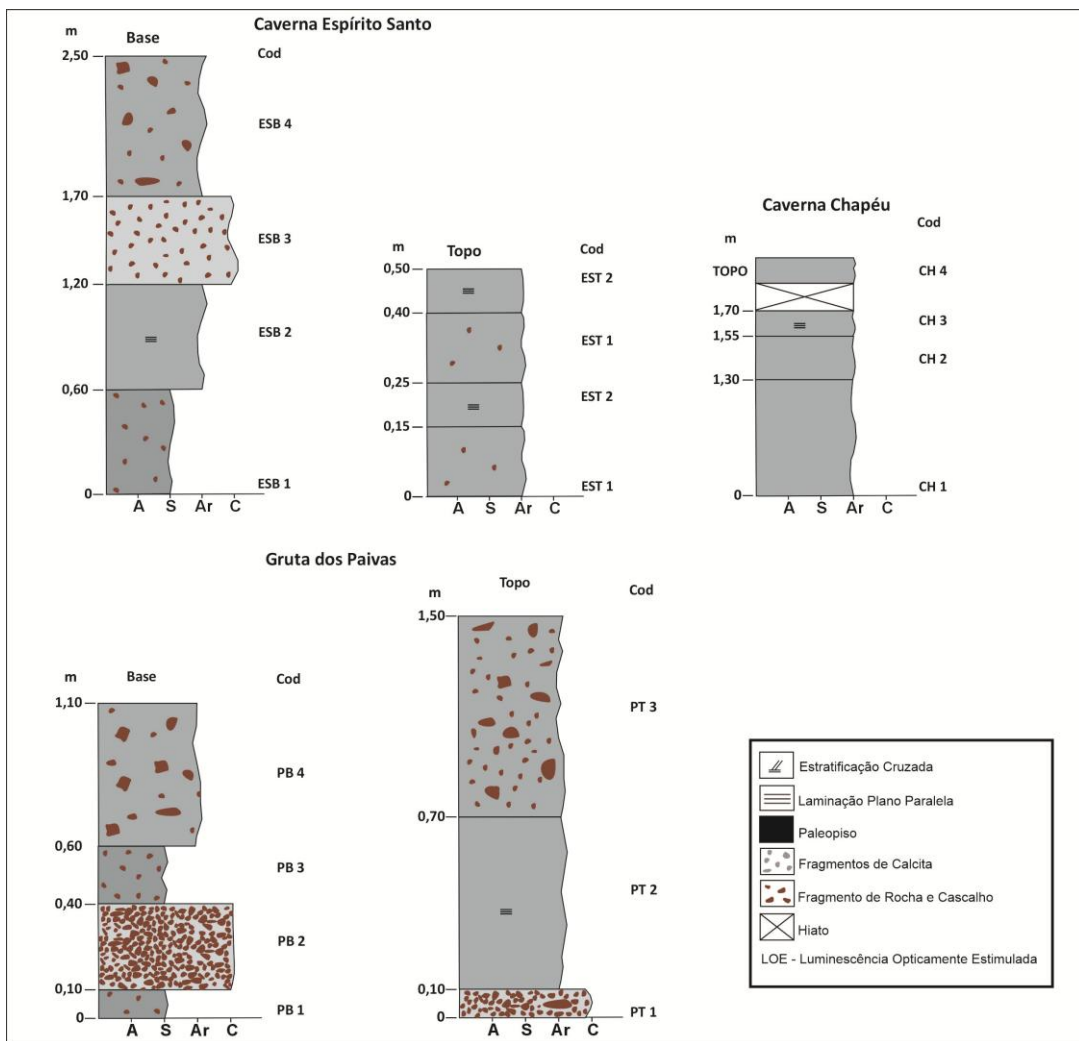 Caverna Espírito Santo
m
Base
Cod
2,50
ESB 4
1,70
ESB 3
1,20
ESB 2
0,60
ESB 1
0
A S Ar C
m
Topo
Cod
0,50
EST 2
0,40
EST 1
0,25
EST 2
0,15
EST 1
0
A S Ar C
Caverna Chapéu
Cod
m
TOPO
CH 4
1,70
CH 3
1,55
CH 2
1,30
CH 1
0
A S Ar C
Gruta dos Paivas
m
Base
Cod
1,10
PB 4
0,60
PB 3
0,40
PB 2
0,10
PB 1
0
A S Ar C
m
Topo
Cod
1,50
PT 3
0,70
PT 2
0,10
PT 1
0
A S Ar C
Estratificação Cruzada
Laminação Plano Paralela
Paleopiso
Fragmentos de Calcita
Fragmento de Rocha e Cascalho
Hiato
LOE - Luminescência Opticamente Estimulada